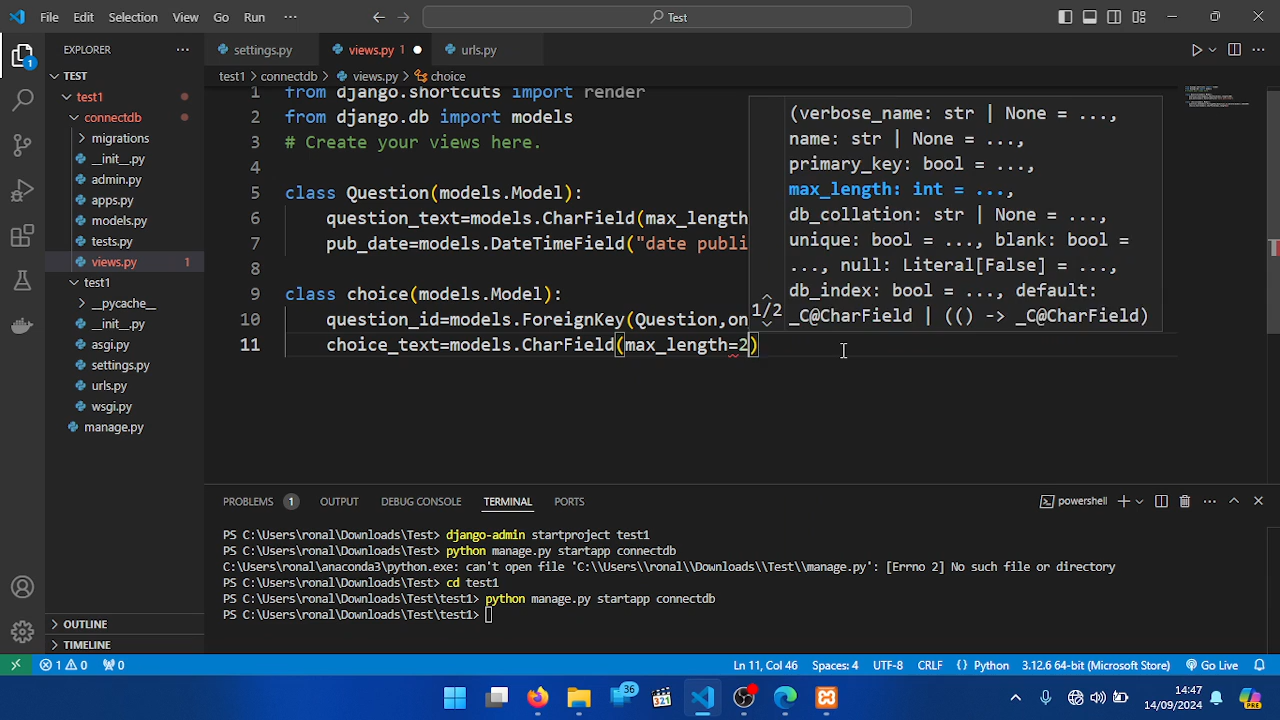 File Edit Selection View Go Run ··· Test
EXPLORER ···
settings.py views.py 1 urls.py
TEST
test1 > connectdb > views.py > choice
test1
connectdb
migrations
__init__.py
admin.py
apps.py
models.py
tests.py
views.py 1
test1
__pycache__
__init__.py
asgi.py
settings.py
urls.py
wsgi.py
manage.py
OUTLINE
TIMELINE
1
1 from django.shortcuts import render
2 from django.db import models
3 # Create your views here.
4
5 class Question(models.Model):
6 question_text=models.CharField(max_length
7 pub_date=models.DateTimeField("date publi
8
9 class choice(models.Model):
10 question_id=models.ForeignKey(Question,on
11 choice_text=models.CharField(max_length=2)
1/2
(verbose_name: str | None = ...,
name: str | None = ...,
primary_key: bool = ...,
max_length: int = ...,
db_collation: str | None = ...,
unique: bool = ..., blank: bool =
..., null: Literal[False] = ...,
db_index: bool = ..., default:
_C@CharField | (() -> _C@CharField)
PROBLEMS 1 OUTPUT DEBUG CONSOLE TERMINAL PORTS powershell
PS C:\Users\ronal\Downloads\Test> django-admin startproject test1
PS C:\Users\ronal\Downloads\Test> python manage.py startapp connectdb
C:\Users\ronal\anaconda3\python.exe: can't open file 'C:\\Users\\ronal\\Downloads\\Test\\manage.py': [Errno 2] No such file or directory
PS C:\Users\ronal\Downloads\Test> cd test1
PS C:\Users\ronal\Downloads\Test\test1> python manage.py startapp connectdb
PS C:\Users\ronal\Downloads\Test\test1>
1 0 0 Ln 11, Col 46 Spaces: 4 UTF-8 CRLF {} Python 3.12.6 64-bit (Microsoft Store) Go Live
36 321 14:47
14/09/2024 PRE